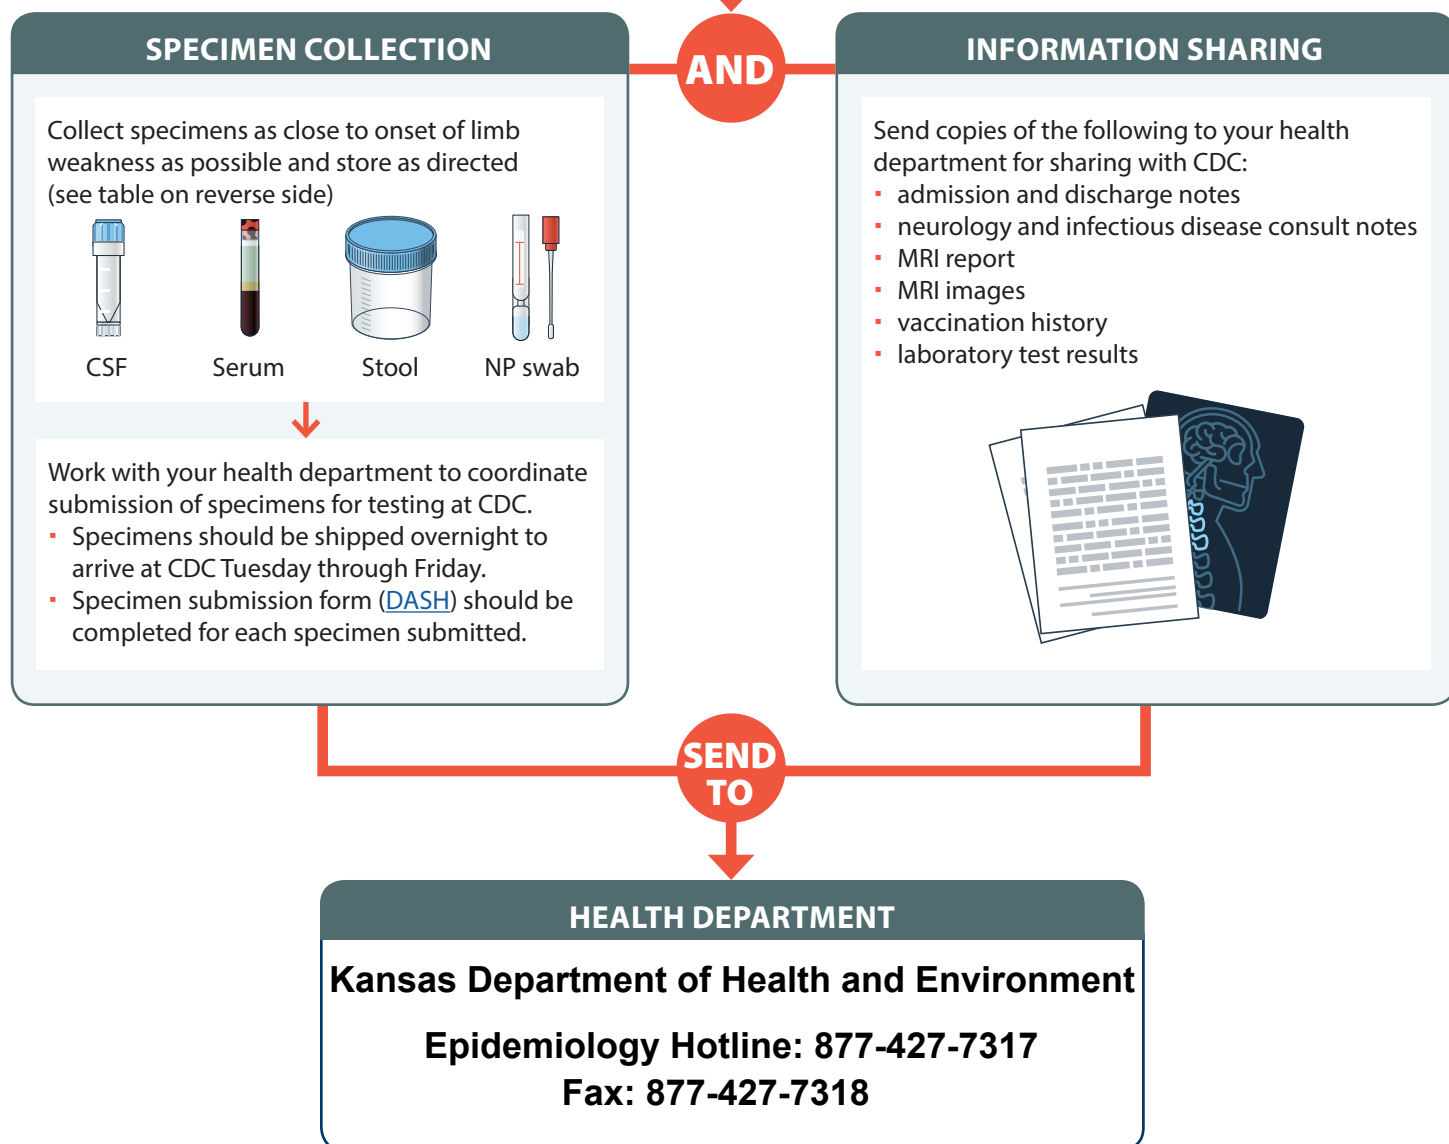 SPECIMEN COLLECTION
Collect specimens as close to onset of limb
weakness as possible and store as directed
(see table on reverse side)
CSF
Serum
Stool
NP swab
Work with your health department to coordinate
submission of specimens for testing at CDC.
▪ Specimens should be shipped overnight to
arrive at CDC Tuesday through Friday.
▪ Specimen submission form (DASH) should be
completed for each specimen submitted.
AND
INFORMATION SHARING
Send copies of the following to your health
department for sharing with CDC:
▪ admission and discharge notes
▪ neurology and infectious disease consult notes
▪ MRI report
▪ MRI images
▪ vaccination history
▪ laboratory test results
SEND
TO
HEALTH DEPARTMENT
Kansas Department of Health and Environment
Epidemiology Hotline: 877-427-7317
Fax: 877-427-7318